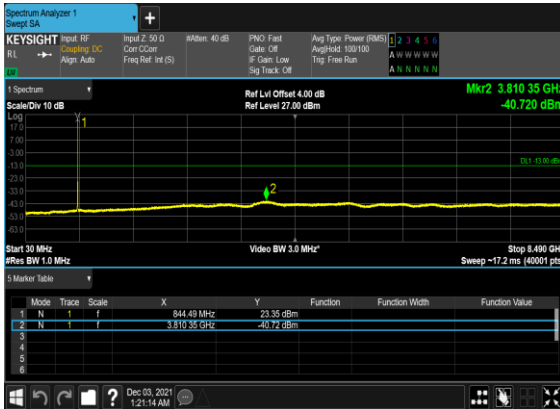 Spectrum Analyzer 1
Swept SA
+
KEYSIGHT Input: RF Input Z: 50 Ω #Atten: 40 dB PNO: Fast Avg Type: Power (RMS) 1 2 3 4 5 6
RL Coupling: DC Corr CCorr Gate: Off Avg|Hold: 100/100 A W W W W W
Align: Auto Freq Ref: Int (S) IF Gain: Low Trig: Free Run
LXI Sig Track: Off A N N N N N
1 Spectrum Ref Lvl Offset 4.00 dB Mkr2 3.810 35 GHz
Scale/Div 10 dB Ref Level 27.00 dBm -40.720 dBm
Log
17.0
7.00
-3.00
-13.0
-23.0
-33.0
-43.0
-53.0
-63.0
1
DL1 -13.00 dBm
2
Start 30 MHz Video BW 3.0 MHz* Stop 8.490 GHz
#Res BW 1.0 MHz Sweep ~17.2 ms (40001 pts)
5 Marker Table
Mode Trace Scale X Y Function Function Width Function Value
1 N 1 f 844.49 MHz 23.35 dBm
2 N 1 f 3.810 35 GHz -40.72 dBm
3
4
5
6
? Dec 03, 2021
1:21:14 AM